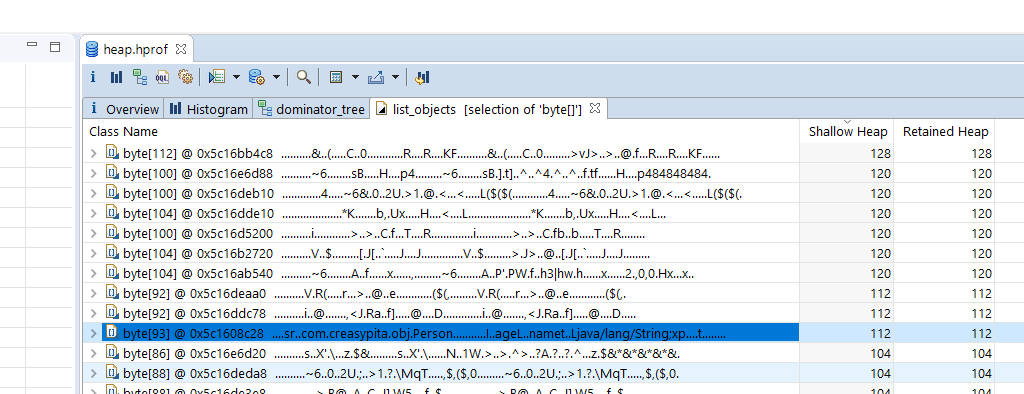 heap.hprof
i OQL
i Overview Histogram dominator_tree list_objects [selection of 'byte[]']
Class Name Shallow Heap Retained Heap
byte[112] @ 0x5c16bb4c8 ..........&..(.....C..0............R....R....KF.........&..(.....C..0.........>vJ>..>..@.f...R....R....KF...... 128 128
byte[100] @ 0x5c16e6d88 ..........~6.......sB.....H....p4.........~6.......sB.].t]..^..^4.^..^..f.tf......H....p484848484. 120 120
byte[100] @ 0x5c16deb10 .............4.....~6&.0..2U.>1.@.<...<.....L($($(.............4.....~6&.0..2U.>1.@.<...<.....L($($(. 120 120
byte[104] @ 0x5c16dde10 ...................*K.......b,.Ux.....H....<....L...................*K.......b,.Ux.....H....<....L... 120 120
byte[100] @ 0x5c16d5200 ..........i............>..>..C.f...T....R..............i............>..>..C.fb..b.....T....R........ 120 120
byte[104] @ 0x5c16b2720 ..........V..$.........[.J[..`.....J.....J.............V..$.........>.J>..@..[.J[..`.....J.....J......... 120 120
byte[104] @ 0x5c16ab540 ..........~6........A..f......x......,.........~6........A..P'.PW.f..h3|hw.h......x......2.,0,0.Hx...x.. 120 120
byte[92] @ 0x5c16deaa0 ..........V.R(.....r...>..@..e............($(,.........V.R(.....r...>..@..e............($(,. 112 112
byte[92] @ 0x5c16ddc78 ..........i..@.......,<J.Ra..f].....@....D..............i..@.......,<J.Ra..f].....@....D... 112 112
byte[93] @ 0x5c1608c28 ....sr..com.creasypita.obj.Person...........I..ageL..namet..Ljava/lang/String;xp.....t........ 112 112
byte[86] @ 0x5c16e6d20 .........s..X'.\...z.$&.........s..X'.\......N..1W.>..>.^.>..?A.?..?.^...z.$&*&*&*&*&. 104 104
byte[88] @ 0x5c16deda8 ..........~6..0..2U.;..>1.?.\MqT.....,$,($,0.........~6..0..2U.;..>1.?.\MqT.....,$,($,0. 104 104
104 104